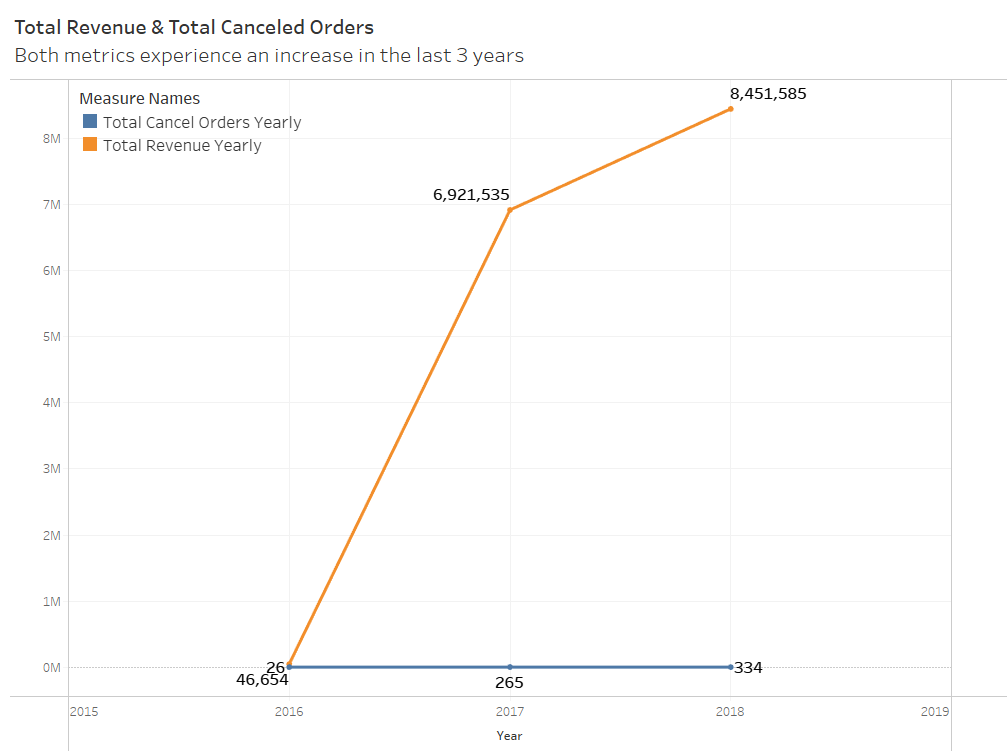 Total Revenue & Total Canceled Orders
Both metrics experience an increase in the last 3 years
Measure Names
Total Cancel Orders Yearly
Total Revenue Yearly
8,451,585
8M
7M
6,921,535
6M
5M
4M
3M
2M
1M
0M
26
334
46,654
265
2015 2016 2017 2018 2019
Year